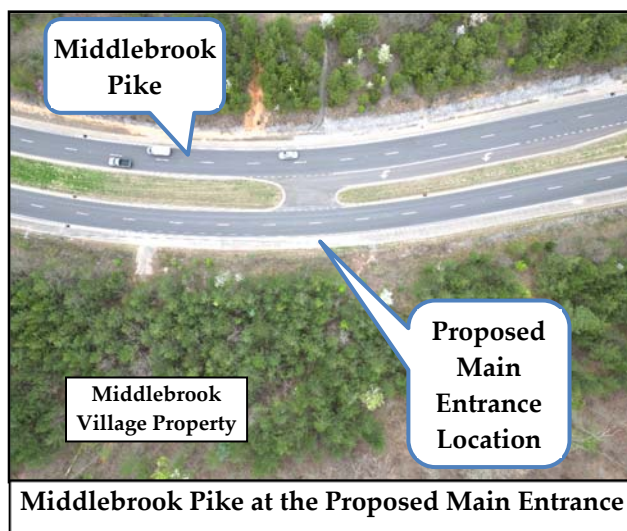 Middlebrook
Pike
Proposed
Main
Entrance
Location
Middlebrook
Village Property
Middlebrook Pike at the Proposed Main Entrance